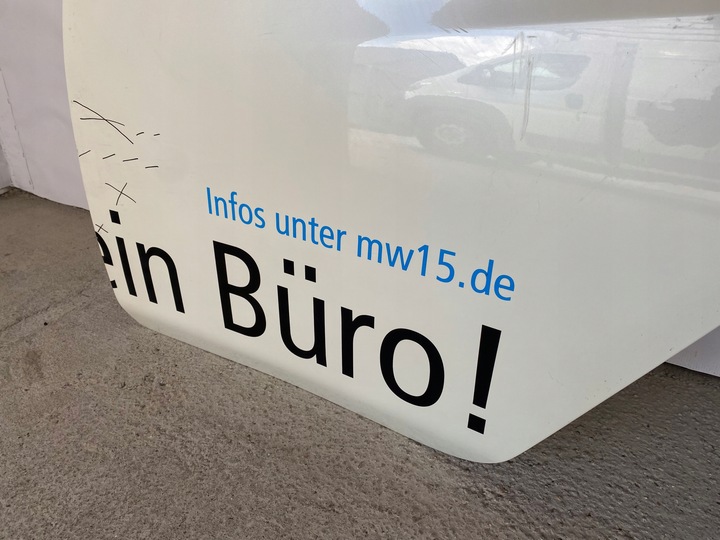 Infos unter mw15.de
ein Büro!